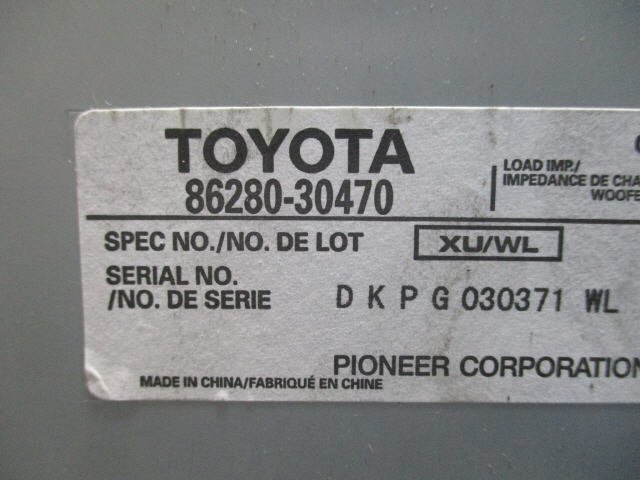 TOYOTA
86280-30470
LOAD IMP./
IMPEDANCE DE CHA
WOOFE
SPEC NO./NO. DE LOT XU/WL
SERIAL NO.
/NO. DE SERIE DKPG030371 WL
PIONEER CORPORATION
MADE IN CHINA/FABRIQUÉ EN CHINE